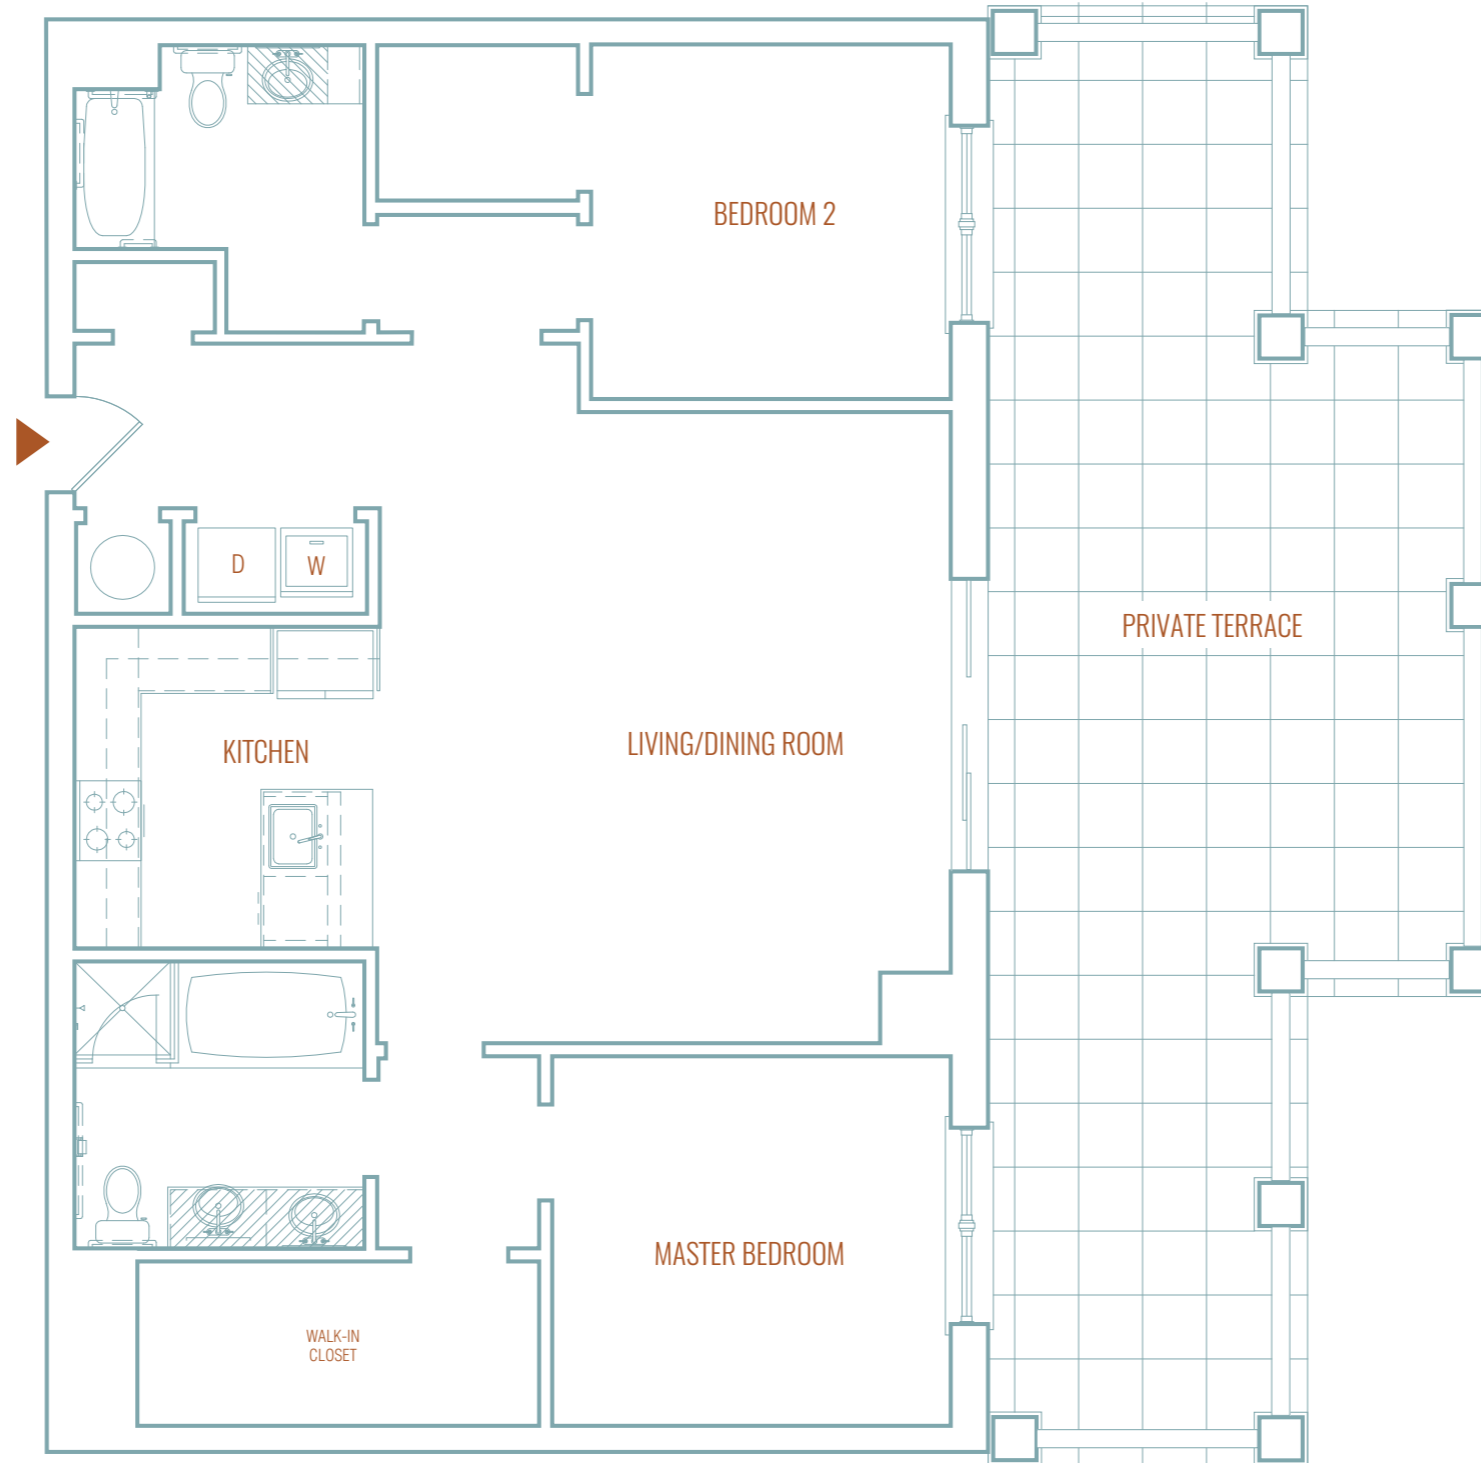 BEDROOM 2
D
W
PRIVATE TERRACE
KITCHEN
LIVING/DINING ROOM
MASTER BEDROOM
WALK-IN
CLOSET